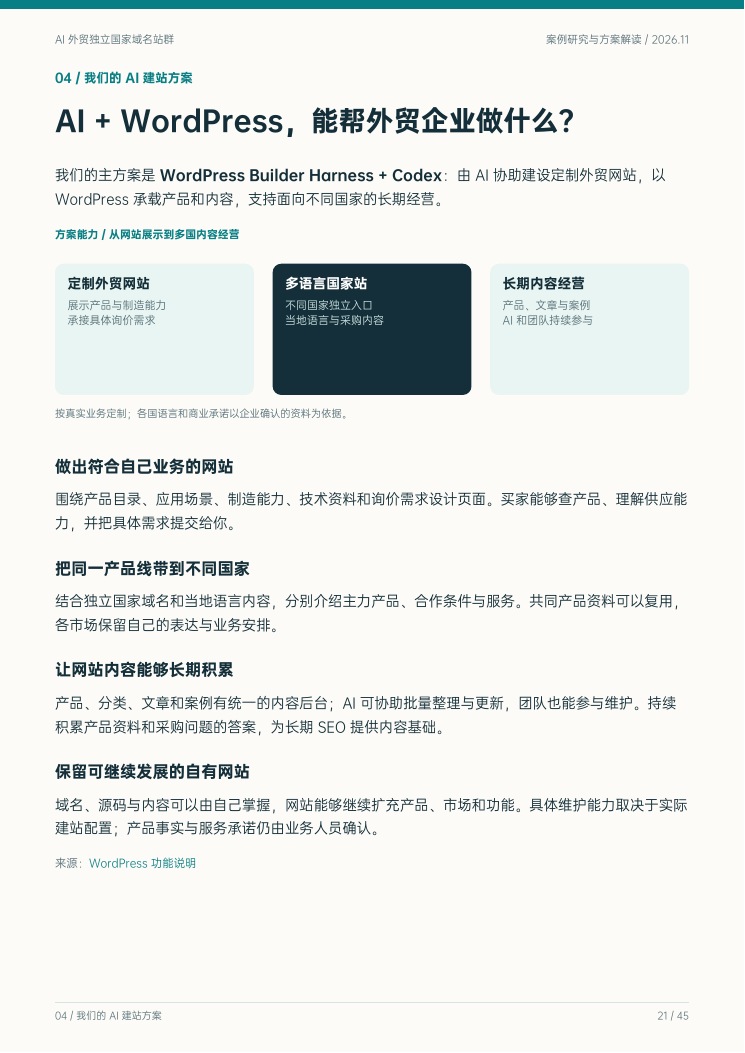 AI 外贸独立国家域名站群
案例研究与方案解读 / 2026.11
04 / 我们的 AI 建站方案
AI + WordPress，能帮外贸企业做什么？
我们的主方案是 WordPress Builder Harness + Codex：由 AI 协助建设定制外贸网站，以
WordPress 承载产品和内容，支持面向不同国家的长期经营。
方案能力 / 从网站展示到多国内容经营
定制外贸网站
展示产品与制造能力
承接具体询价需求
多语言国家站
不同国家独立入口
当地语言与采购内容
长期内容经营
产品、文章与案例
AI 和团队持续参与
按真实业务定制；各国语言和商业承诺以企业确认的资料为依据。
做出符合自己业务的网站
围绕产品目录、应用场景、制造能力、技术资料和询价需求设计页面。买家能够查产品、理解供应能
力，并把具体需求提交给你。
把同一产品线带到不同国家
结合独立国家域名和当地语言内容，分别介绍主力产品、合作条件与服务。共同产品资料可以复用，
各市场保留自己的表达与业务安排。
让网站内容能够长期积累
产品、分类、文章和案例有统一的内容后台；AI 可协助批量整理与更新，团队也能参与维护。持续
积累产品资料和采购问题的答案，为长期 SEO 提供内容基础。
保留可继续发展的自有网站
域名、源码与内容可以由自己掌握，网站能够继续扩充产品、市场和功能。具体维护能力取决于实际
建站配置；产品事实与服务承诺仍由业务人员确认。
来源：WordPress 功能说明
04 / 我们的 AI 建站方案
21 / 45